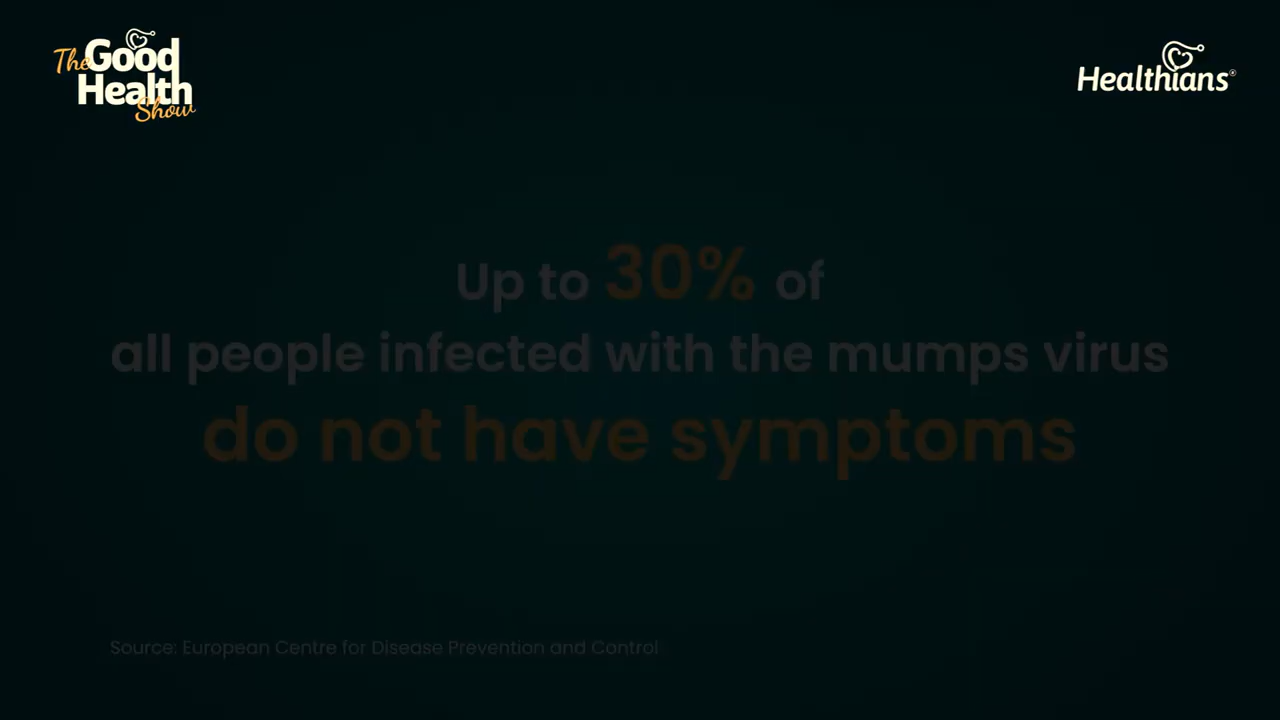 The Good
Health
Show
Healthians®
Up to 30% of
all people infected with the mumps virus
do not have symptoms
Source: European Centre for Disease Prevention and Control